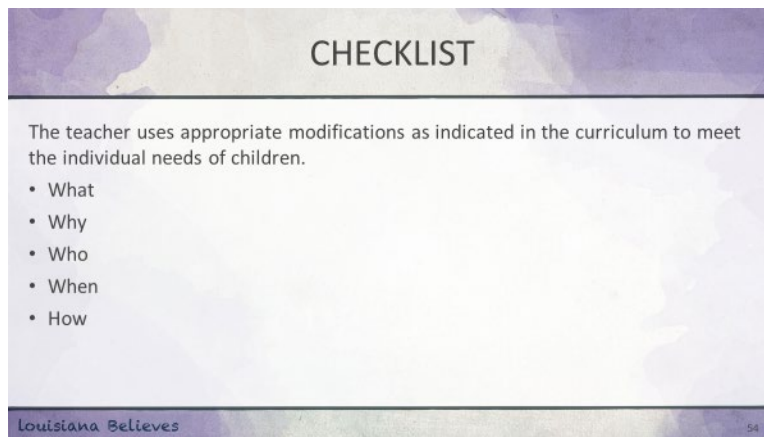 CHECKLIST
The teacher uses appropriate modifications as indicated in the curriculum to meet
the individual needs of children.
• What
• Why
• Who
• When
• How
Louisiana Believes
54